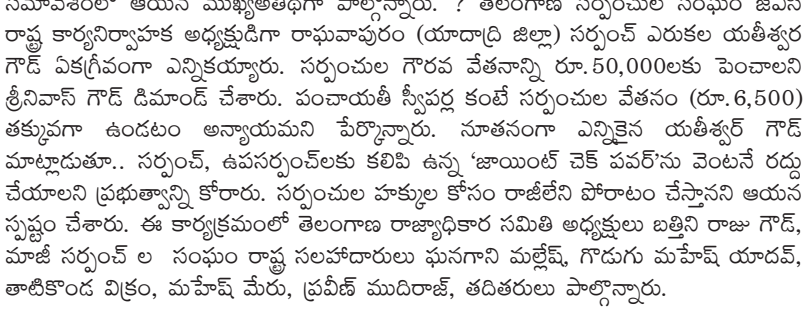 సమావేశంలో ఆయన ముఖ్యఅతిథిగా పాల్గొన్నారు. ? తెలంగాణ సర్పంచుల సంఘం జేఏసీ
రాష్ట్ర కార్యనిర్వాహక అధ్యక్షుడిగా రాఘవాపురం (యాదాద్రి జిల్లా) సర్పంచ్ ఎరుకల యతీశ్వర
గౌడ్ ఏకగ్రీవంగా ఎన్నికయ్యారు. సర్పంచుల గౌరవ వేతనాన్ని రూ.50,000లకు పెంచాలని
శ్రీనివాస్ గౌడ్ డిమాండ్ చేశారు. పంచాయతీ స్వీపర్ల కంటే సర్పంచుల వేతనం (రూ.6,500)
తక్కువగా ఉండటం అన్యాయమని పేర్కొన్నారు. నూతనంగా ఎన్నికైన యతీశ్వర్ గౌడ్
మాట్లాడుతూ.. సర్పంచ్, ఉపసర్పంచ్‌లకు కలిపి ఉన్న ‘జాయింట్ చెక్ పవర్’ను వెంటనే రద్దు
చేయాలని ప్రభుత్వాన్ని కోరారు. సర్పంచుల హక్కుల కోసం రాజీలేని పోరాటం చేస్తానని ఆయన
స్పష్టం చేశారు. ఈ కార్యక్రమంలో తెలంగాణ రాజ్యాధికార సమితి అధ్యక్షులు బత్తిని రాజు గౌడ్,
మాజీ సర్పంచ్ ల సంఘం రాష్ట్ర సలహాదారులు ఘనగాని మల్లేష్, గొడుగు మహేష్ యాదవ్,
తాటికొండ విక్రం, మహేష్ మేరు, ప్రవీణ్ ముదిరాజ్, తదితరులు పాల్గొన్నారు.